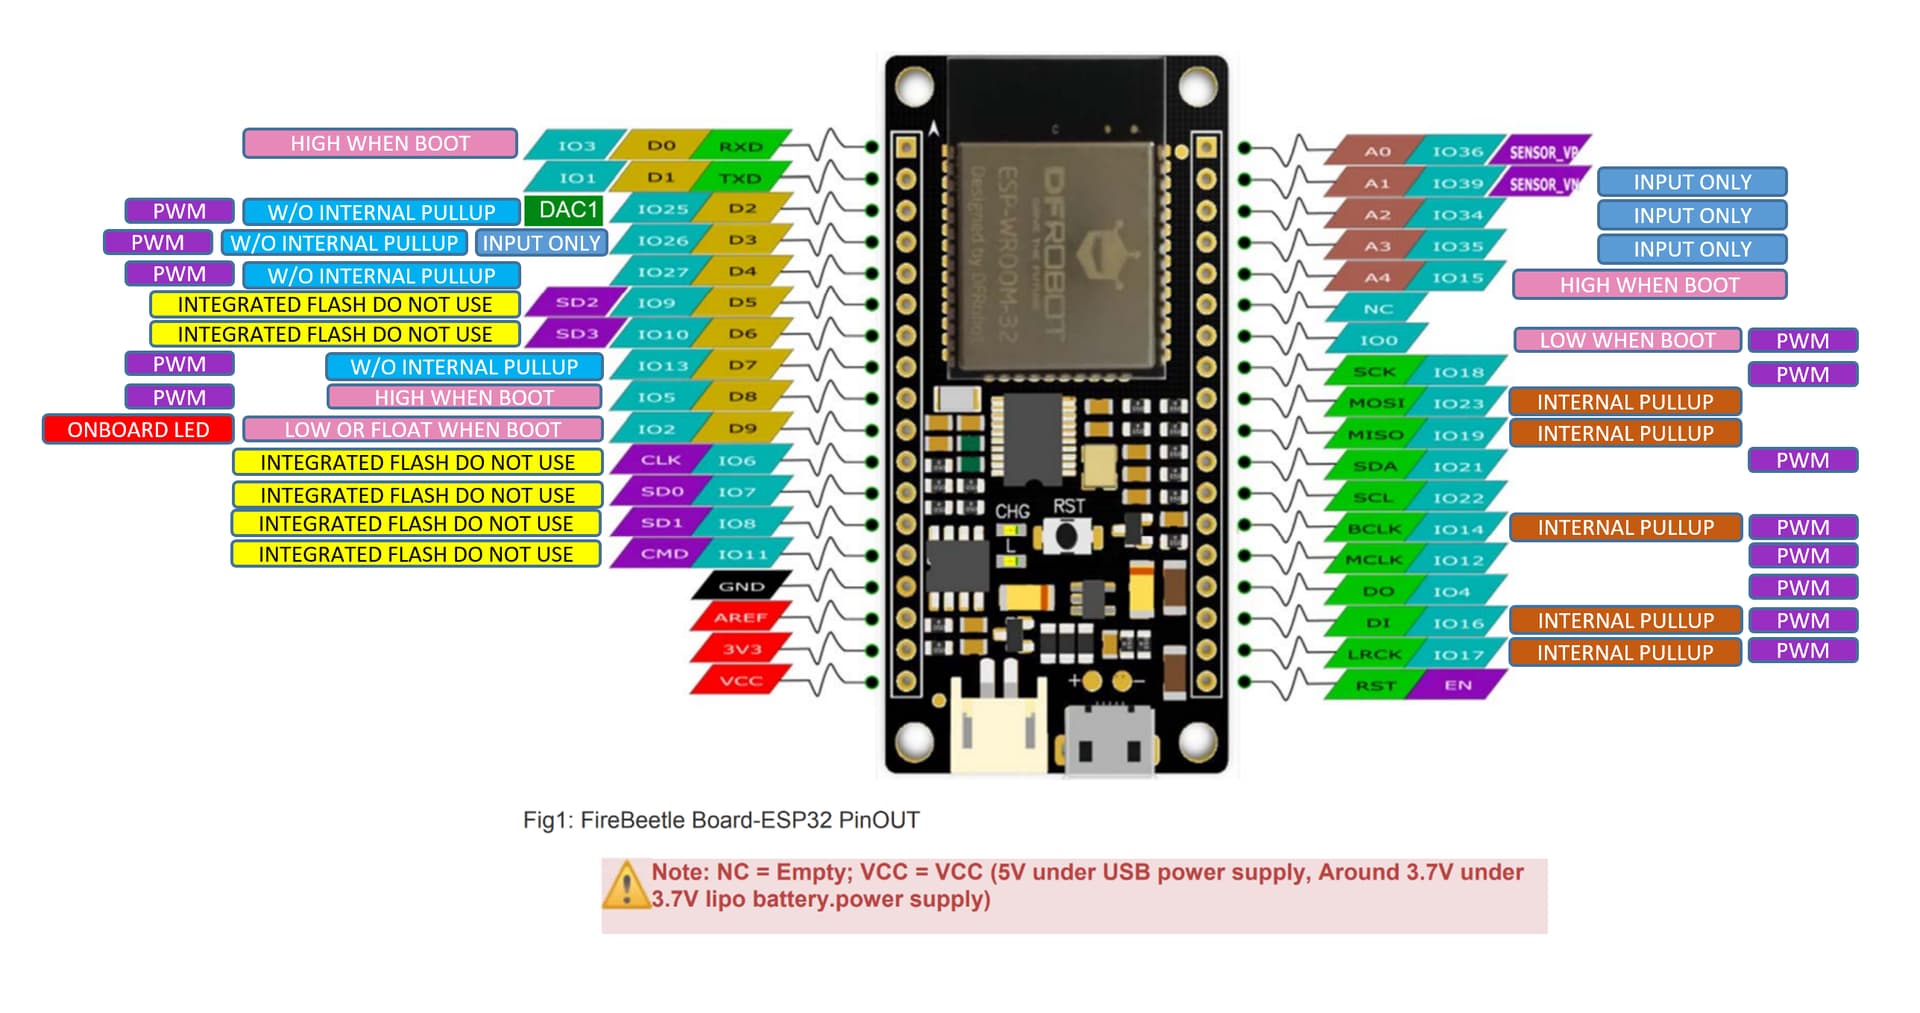 HIGH WHEN BOOT IO3 D0 RXD
IO1 D1 TXD
PWM W/O INTERNAL PULLUP DAC1 IO25 D2
PWM W/O INTERNAL PULLUP INPUT ONLY IO26 D3
PWM W/O INTERNAL PULLUP IO27 D4
INTEGRATED FLASH DO NOT USE SD2 IO9 D5
INTEGRATED FLASH DO NOT USE SD3 IO10 D6
PWM W/O INTERNAL PULLUP IO13 D7
PWM HIGH WHEN BOOT IO5 D8
ONBOARD LED LOW OR FLOAT WHEN BOOT IO2 D9
INTEGRATED FLASH DO NOT USE CLK IO6
INTEGRATED FLASH DO NOT USE SD0 IO7
INTEGRATED FLASH DO NOT USE SD1 IO8
INTEGRATED FLASH DO NOT USE CMD IO11
GND
AREF
3V3
VCC
DFROBOT
ESP-WROOM-32
Designed by DFRobot
CHG
RST
L
+ −
A0 IO36 SENSOR_VP
A1 IO39 SENSOR_VN INPUT ONLY
A2 IO34 INPUT ONLY
A3 IO35 INPUT ONLY
A4 IO15 HIGH WHEN BOOT
NC
IO0 LOW WHEN BOOT PWM
SCK IO18 PWM
MOSI IO23 INTERNAL PULLUP
MISO IO19 INTERNAL PULLUP
SDA IO21 PWM
SCL IO22
BCLK IO14 INTERNAL PULLUP PWM
MCLK IO12 PWM
DO IO4 PWM
DI IO16 INTERNAL PULLUP PWM
LRCK IO17 INTERNAL PULLUP PWM
RST EN
Fig1: FireBeetle Board-ESP32 PinOUT
Note: NC = Empty; VCC = VCC (5V under USB power supply, Around 3.7V under
3.7V lipo battery.power supply)